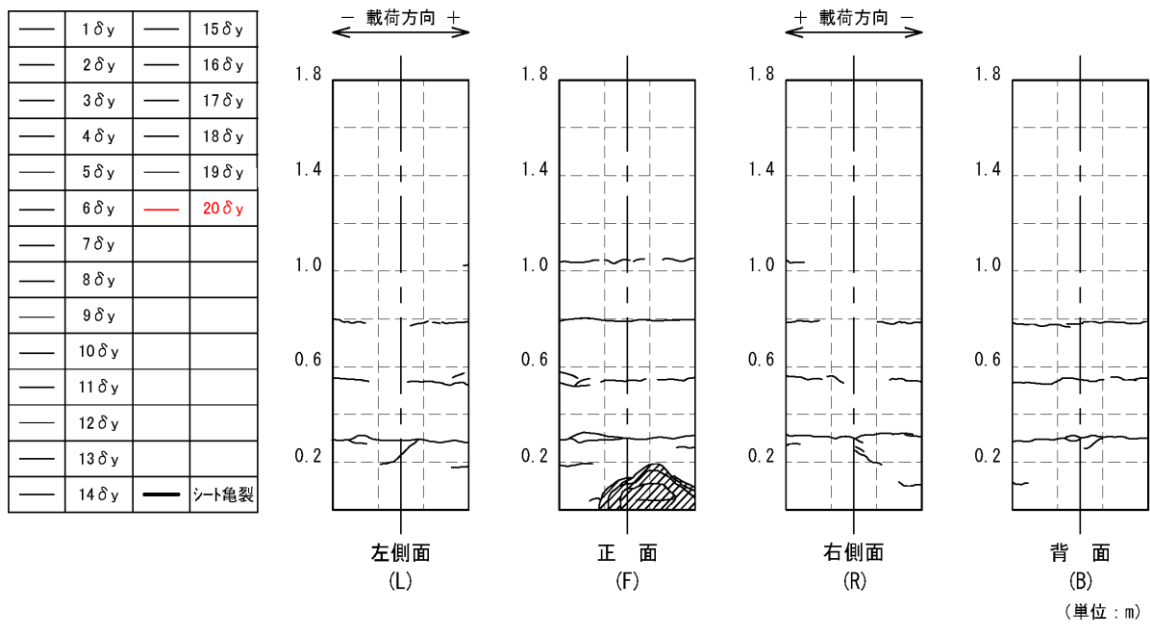 1δy 15δy
2δy 16δy
3δy 17δy
4δy 18δy
5δy 19δy
6δy 20δy
7δy
8δy
9δy
10δy
11δy
12δy
13δy
14δy シート亀裂
－ 載荷方向 ＋
1.8
1.4
1.0
0.6
0.2
左側面
(L)
1.8
1.4
1.0
0.6
0.2
正　面
(F)
＋ 載荷方向 －
1.8
1.4
1.0
0.6
0.2
右側面
(R)
1.8
1.4
1.0
0.6
0.2
背　面
(B)
(単位：m)